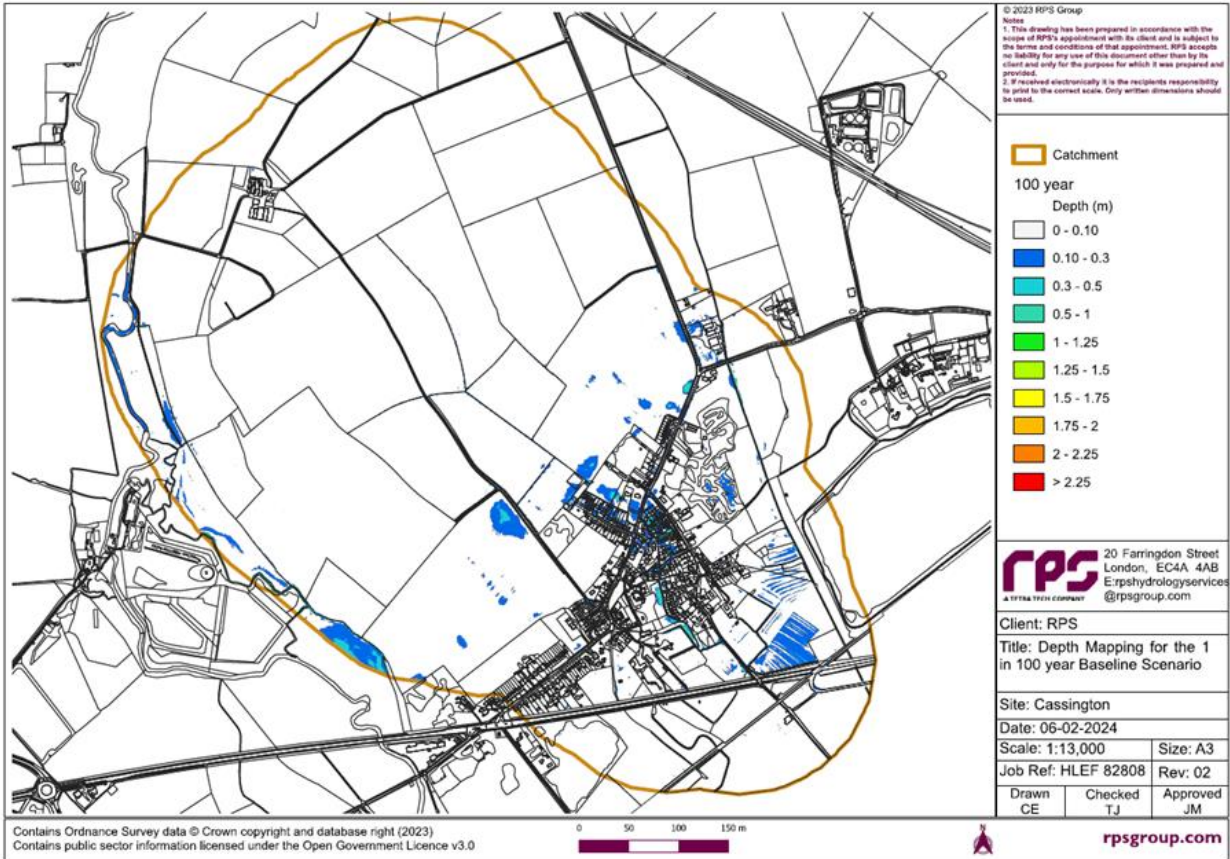 © 2023 RPS Group
Notes
1. This drawing has been prepared in accordance with the
scope of RPS's appointment with its client and is subject to
the terms and conditions of that appointment. RPS accepts
no liability for any use of this document other than by its
client and only for the purpose for which it was prepared and
provided.
2. If received electronically it is the recipients responsibility
to print to the correct scale. Only written dimensions should
be used.
Catchment
100 year
Depth (m)
0 - 0.10
0.10 - 0.3
0.3 - 0.5
0.5 - 1
1 - 1.25
1.25 - 1.5
1.5 - 1.75
1.75 - 2
2 - 2.25
> 2.25
rps
A TETRA TECH COMPANY
20 Farringdon Street
London, EC4A 4AB
E:rpshydrologyservices
@rpsgroup.com
Client: RPS
Title: Depth Mapping for the 1
in 100 year Baseline Scenario
Site: Cassington
Date: 06-02-2024
Scale: 1:13,000 Size: A3
Job Ref: HLEF 82808 Rev: 02
Drawn Checked Approved
CE TJ JM
Contains Ordnance Survey data © Crown copyright and database right (2023)
Contains public sector information licensed under the Open Government Licence v3.0
0 50 100 150 m
N
rpsgroup.com